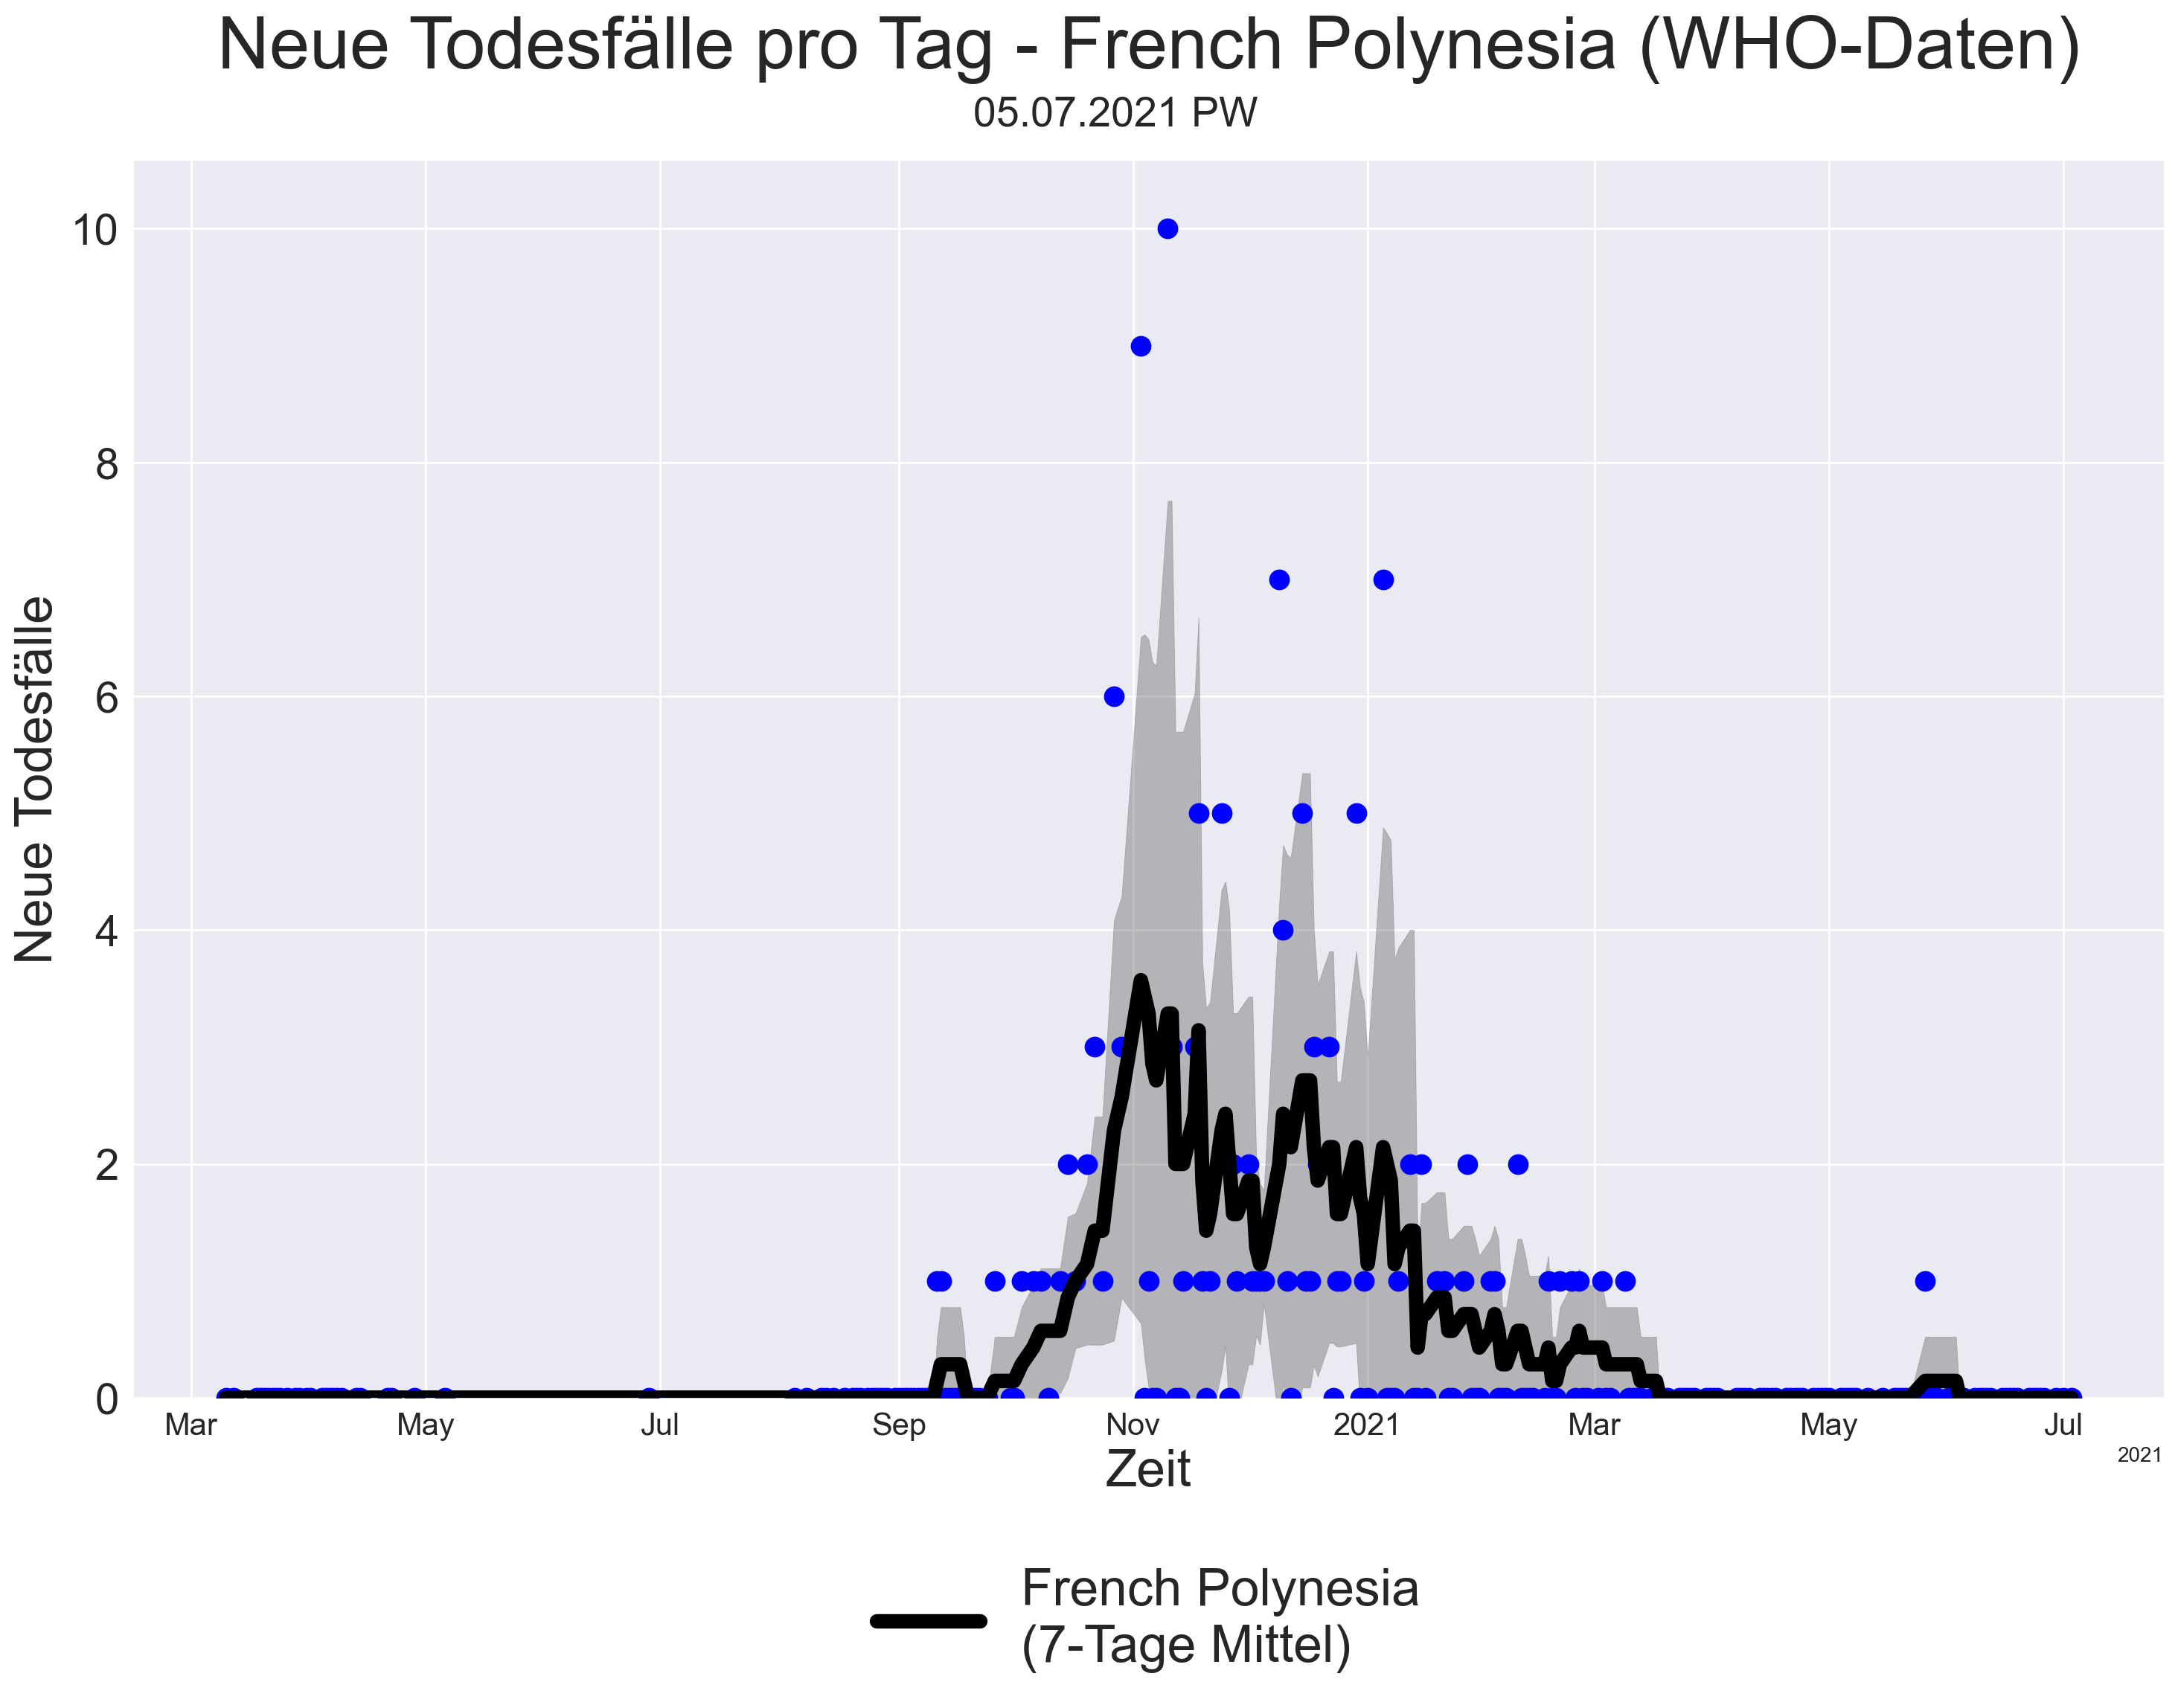 Neue Todesfälle pro Tag - French Polynesia (WHO-Daten)
05.07.2021 PW
Neue Todesfälle
10
8
6
4
2
0
Mar May Jul Sep Nov 2021 Mar May Jul
2021
Zeit
French Polynesia
(7-Tage Mittel)